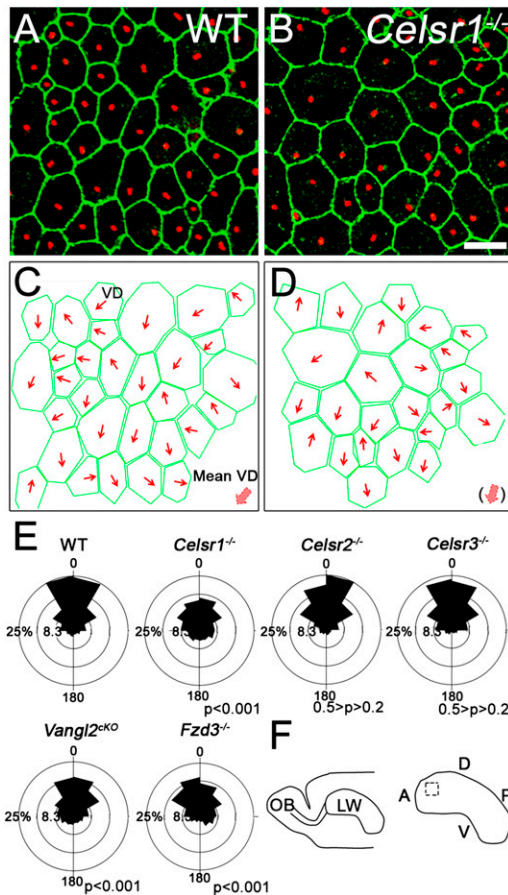 A WT
B Celsr1-/-
C VD
Mean VD
D
( )
E
WT Celsr1-/- Celsr2-/- Celsr3-/-
0 0 0 0
25% 8.3 25% 8.3 25% 8.3 25% 8.3
180 180 180 180
p<0.001 0.5>p>0.2 0.5>p>0.2
Vangl2cKO Fzd3-/-
0 0
25% 8.3 25% 8.3
180 180
p<0.001 p<0.001
F
OB LW
D
A P
V